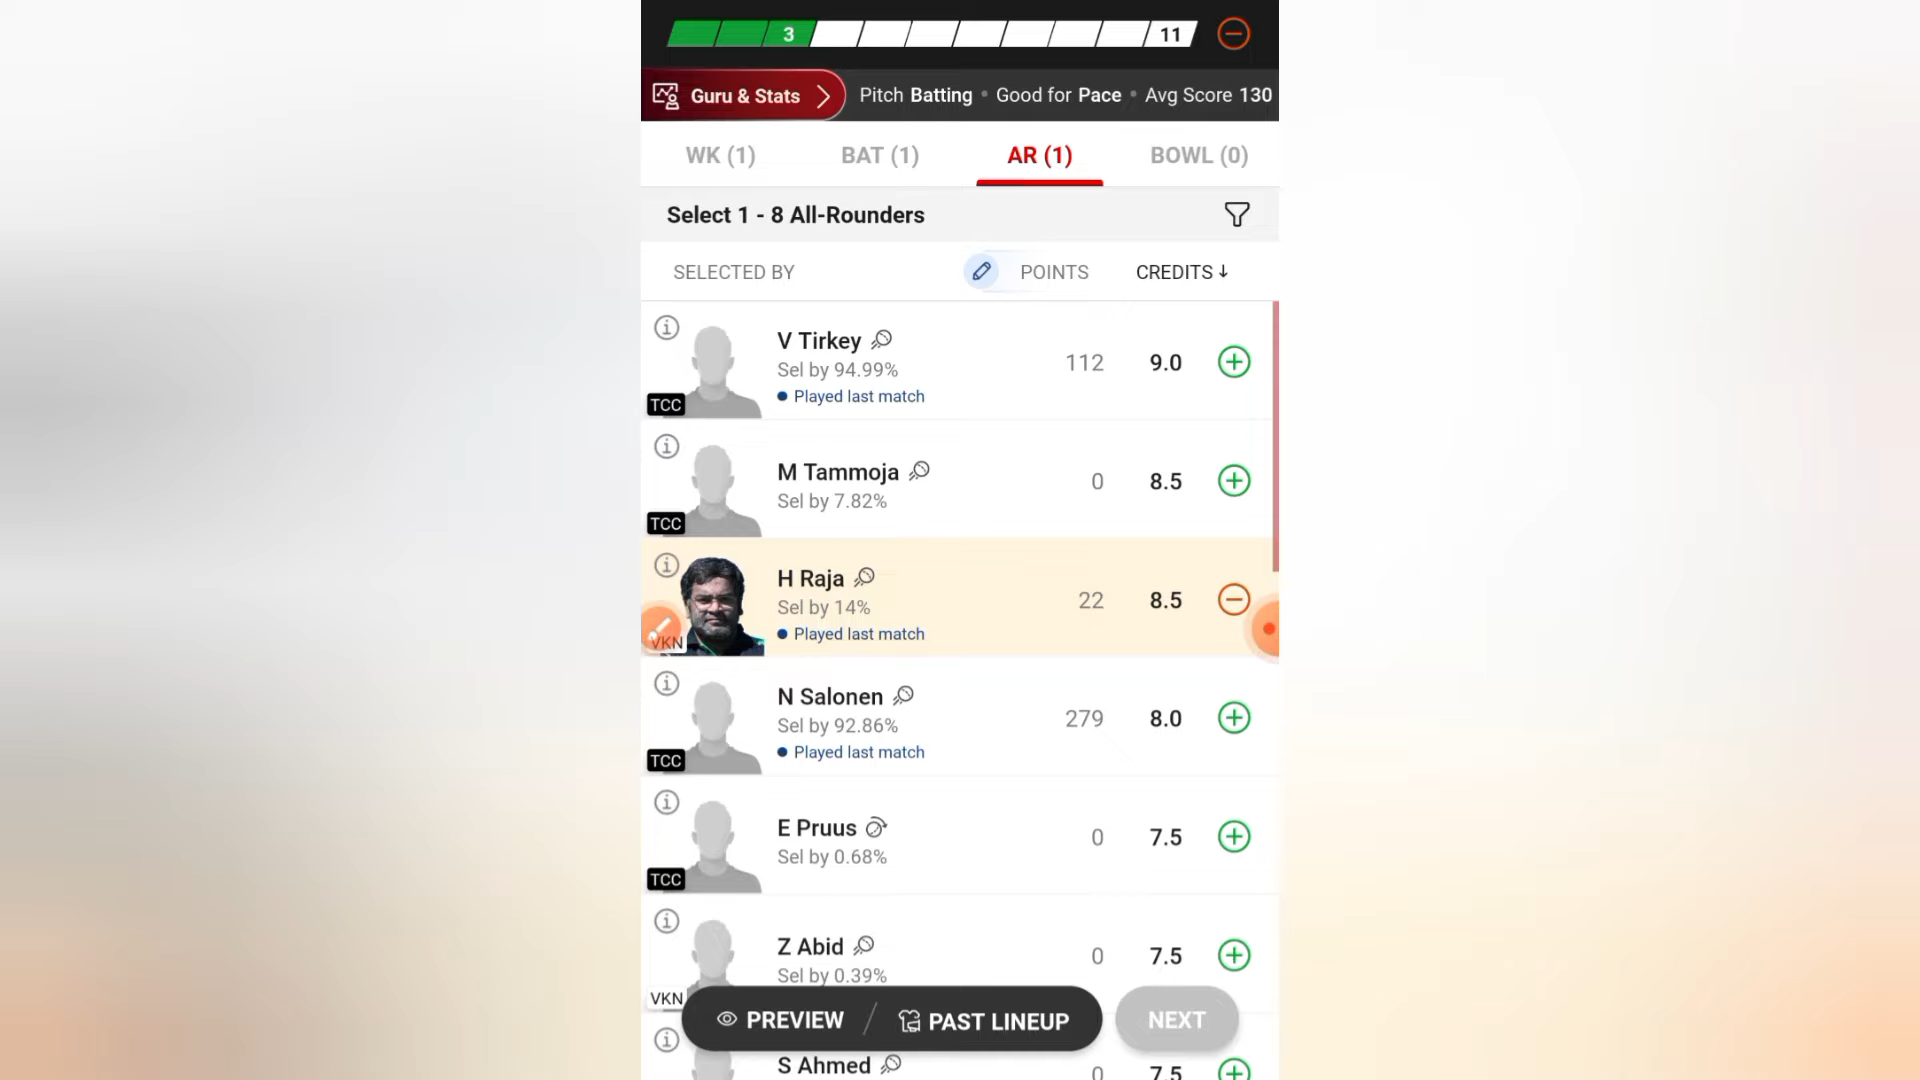 3 11
Guru & Stats Pitch Batting • Good for Pace • Avg Score 130
WK (1) BAT (1) AR (1) BOWL (0)
Select 1 - 8 All-Rounders
SELECTED BY POINTS CREDITS ↓
V Tirkey
Sel by 94.99% 112 9.0
Played last match
TCC
M Tammoja
Sel by 7.82% 0 8.5
TCC
H Raja
Sel by 14% 22 8.5
Played last match
VKN
N Salonen
Sel by 92.86% 279 8.0
Played last match
TCC
E Pruus
Sel by 0.68% 0 7.5
TCC
Z Abid
Sel by 0.39% 0 7.5
VKN
PREVIEW / PAST LINEUP NEXT
S Ahmed 0 7.5